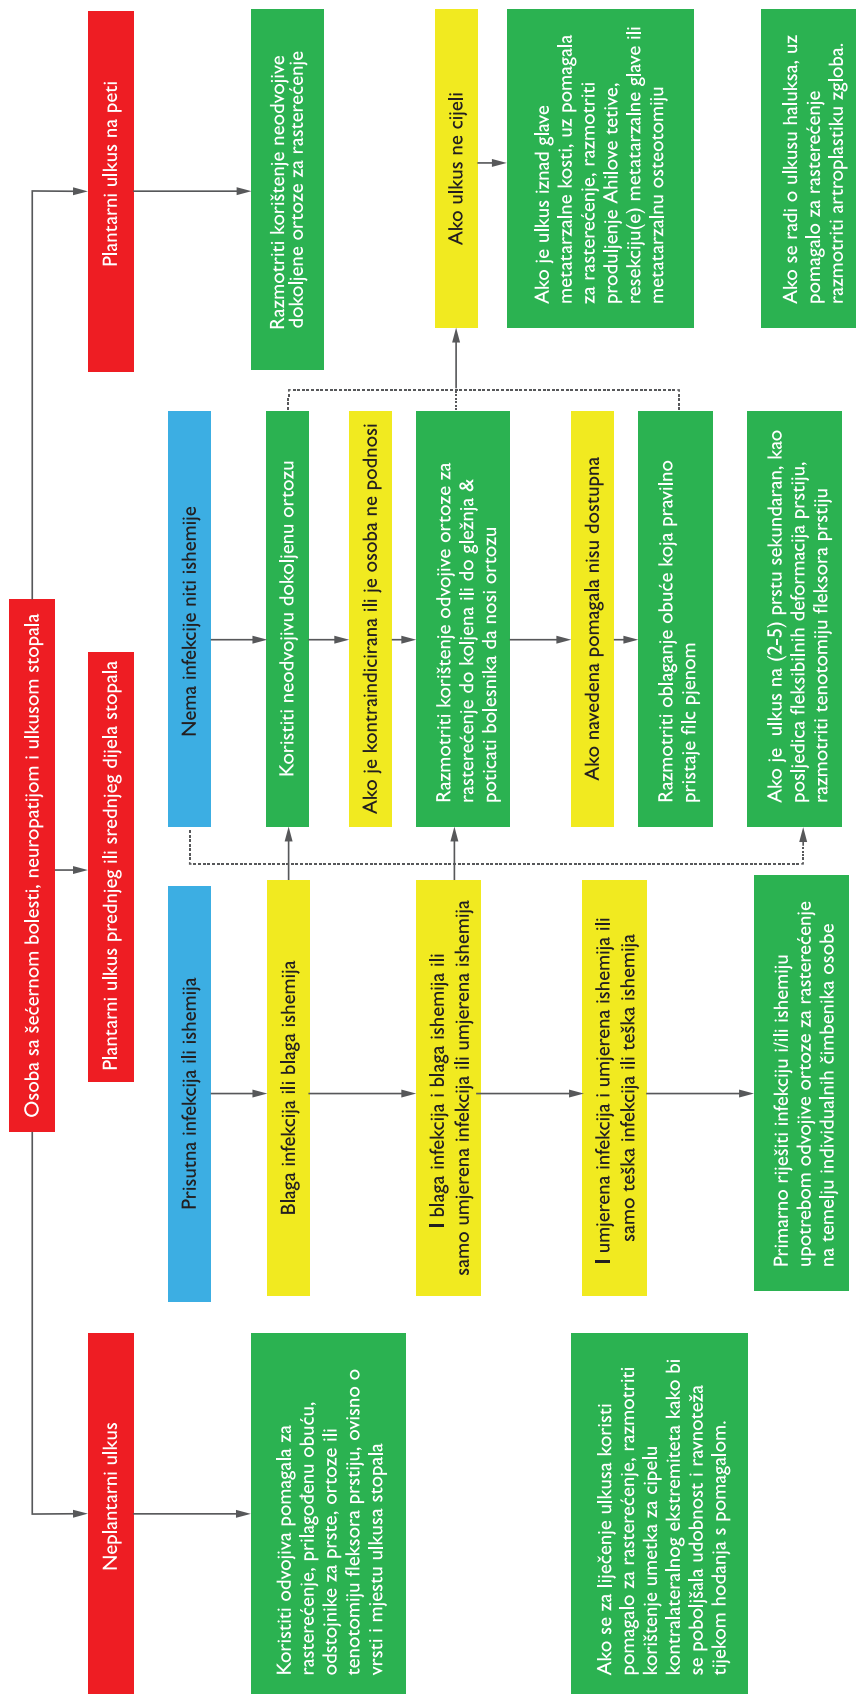 Osoba sa šećernom bolesti, neuropatijom i ulkusom stopala
Neplantarni ulkus
Plantarni ulkus prednjeg ili srednjeg dijela stopala
Plantarni ulkus na peti
Koristiti odvojiva pomagala za
rasterećenje, prilagođenu obuću,
odstojnike za prste, ortoze ili
tenotomiju fleksora prstiju, ovisno o
vrsti i mjestu ulkusa stopala
Ako se za liječenje ulkusa koristi
pomagalo za rasterećenje, razmotriti
korištenje umetka za cipelu
kontralateralnog ekstremiteta kako bi
se poboljšala udobnost i ravnoteža
tijekom hodanja s pomagalom.
Prisutna infekcija ili ishemija
Blaga infekcija ili blaga ishemija
I blaga infekcija i blaga ishemija ili
samo umjerena infekcija ili umjerena ishemija
I umjerena infekcija i umjerena ishemija ili
samo teška infekcija ili teška ishemija
Primarno riješiti infekciju i/ili ishemiju
upotrebom odvojive ortoze za rasterećenje
na temelju individualnih čimbenika osobe
Nema infekcije niti ishemije
Koristiti neodvojivu dokoljenu ortozu
Ako je kontraindicirana ili je osoba ne podnosi
Razmotriti korištenje odvojive ortoze za
rasterećenje do koljena ili do gležnja &
poticati bolesnika da nosi ortozu
Ako navedena pomagala nisu dostupna
Razmotriti oblaganje obuće koja pravilno
pristaje filc pjenom
Ako je ulkus na (2-5) prstu sekundaran, kao
posljedica fleksibilnih deformacija prstiju,
razmotriti tenotomiju fleksora prstiju
Razmotriti korištenje neodvojive
dokoljene ortoze za rasterećenje
Ako ulkus ne cijeli
Ako je ulkus iznad glave
metatarzalne kosti, uz pomagala
za rasterećenje, razmotriti
produljenje Ahilove tetive,
resekciju(e) metatarzalne glave ili
metatarzalnu osteotomiju
Ako se radi o ulkusu haluksa, uz
pomagalo za rasterećenje
razmotriti artroplastiku zgloba.